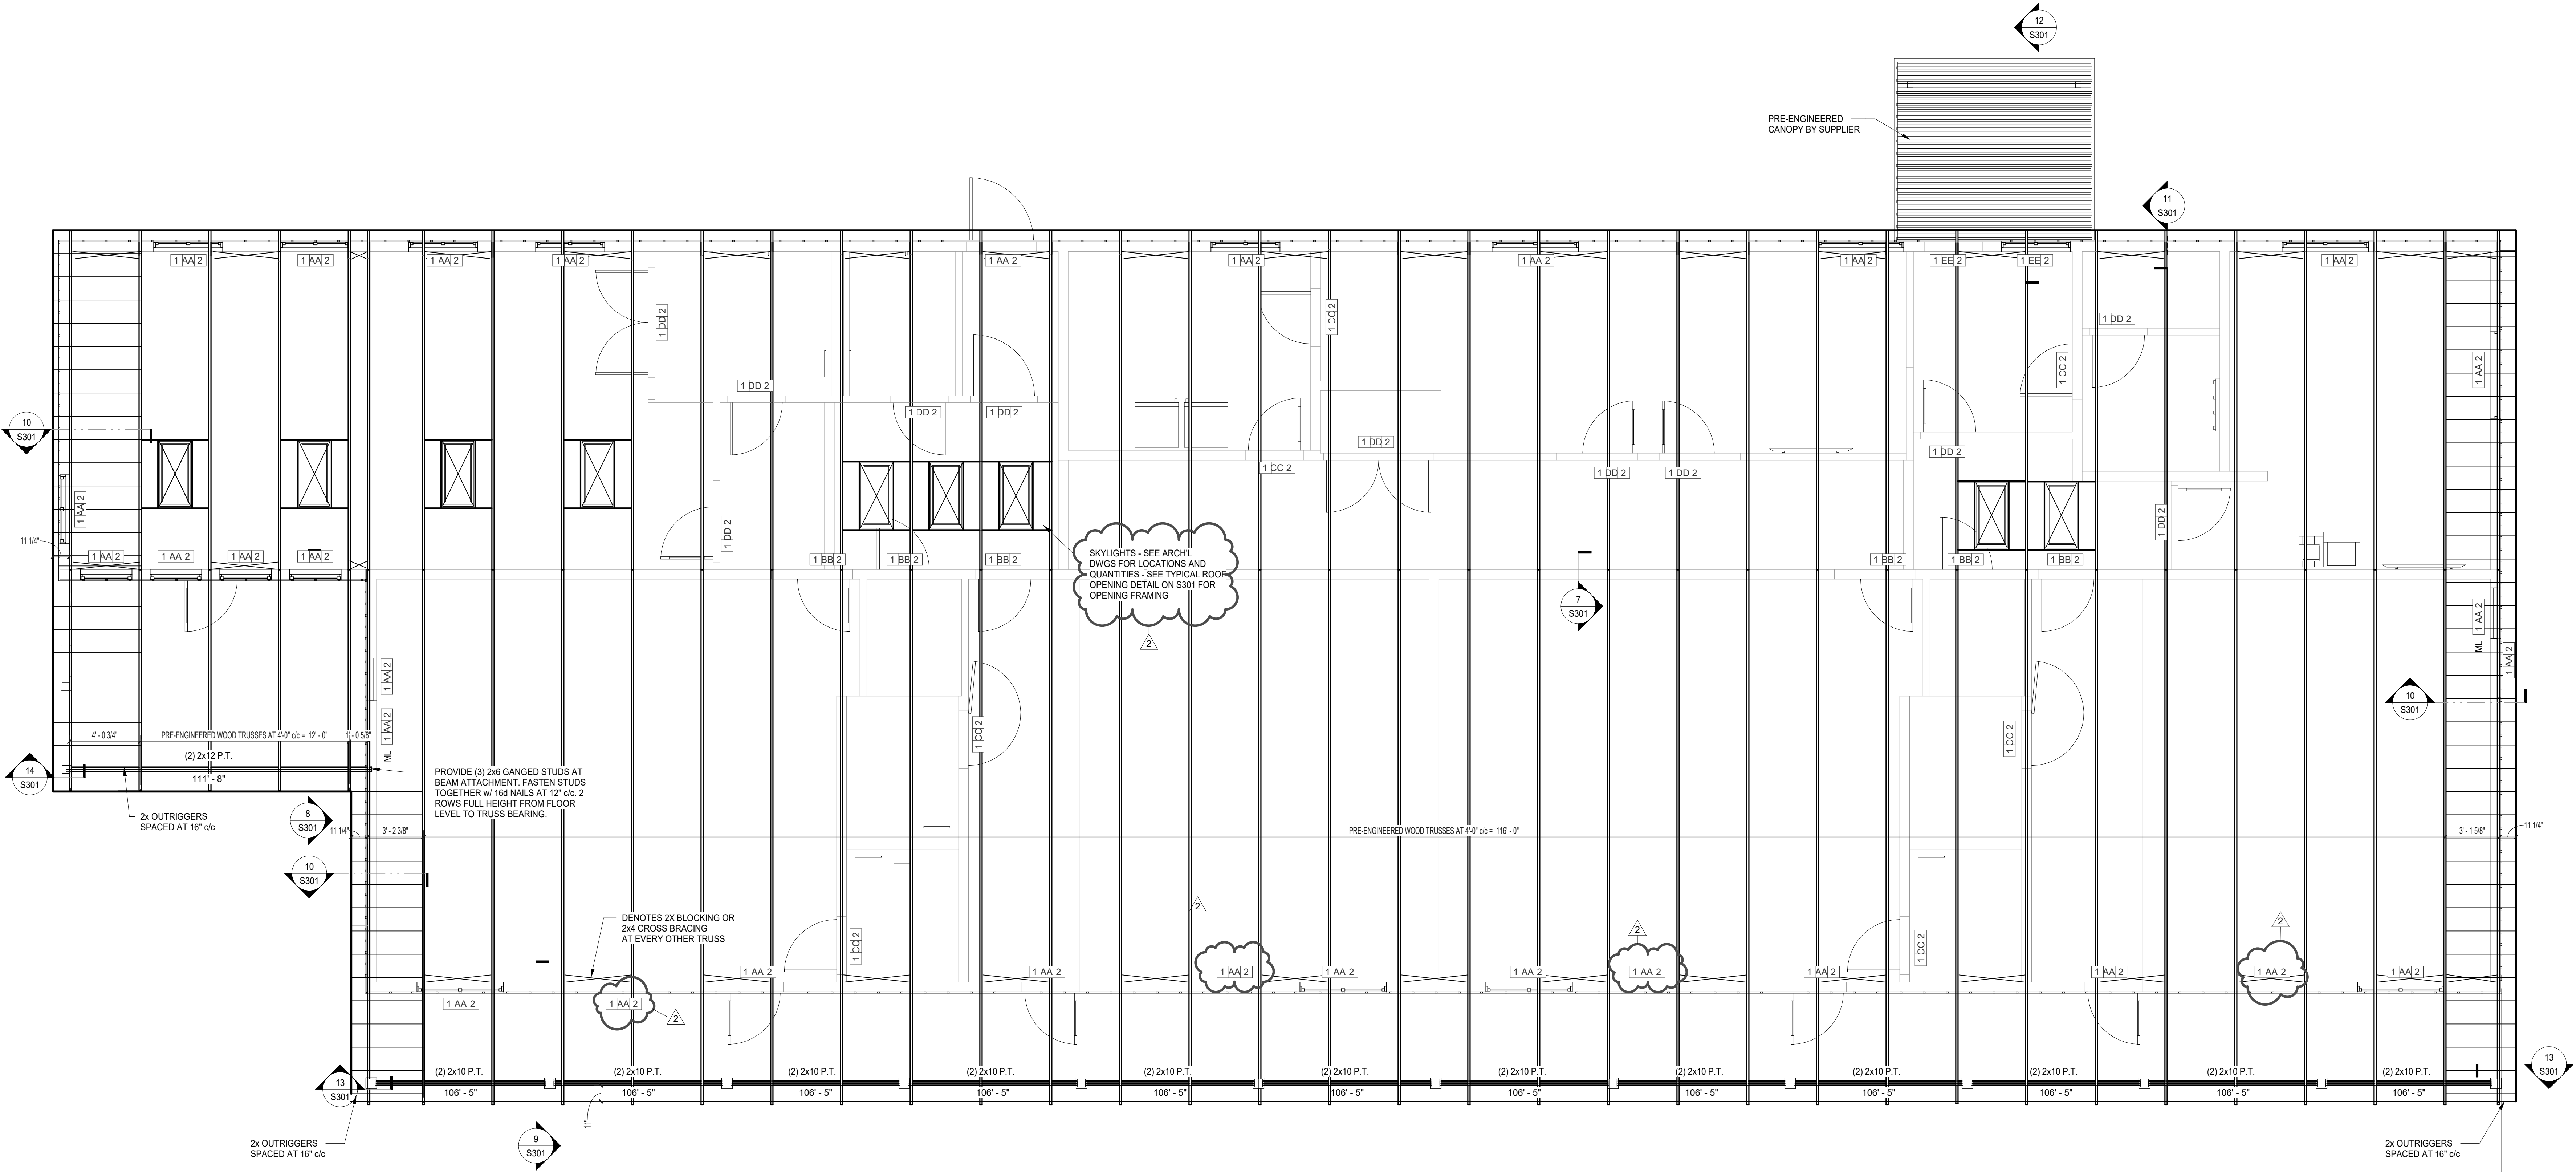 12
S301
PRE-ENGINEERED
CANOPY BY SUPPLIER
11
S301
1 AA 2
1 AA 2
1 AA 2
1 AA 2
1 AA 2
1 AA 2
1 AA 2
1 AA 2
1 EE 2
1 EE 2
1 AA 2
1 DD 2
1 CC 2
1 DD 2
1 CC 2
1 AA 2
1 DD 2
1 DD 2
1 DD 2
1 DD 2
1 CC 2
1 DD 2
1 DD 2
1 DD 2
10
S301
1 AA 2
1 DD 2
1 DD 2
11 1/4"
1 AA 2
1 AA 2
1 AA 2
1 AA 2
1 BB 2
1 BB 2
1 BB 2
1 BB 2
1 BB 2
1 BB 2
SKYLIGHTS - SEE ARCH'L
DWGS FOR LOCATIONS AND
QUANTITIES - SEE TYPICAL ROOF
OPENING DETAIL ON S301 FOR
OPENING FRAMING
2
7
S301
1 AA 2
ML
1 AA 2
1 AA 2
1 AA 2
ML
1 CC 2
1 CC 2
10
S301
4' - 0 3/4"
PRE-ENGINEERED WOOD TRUSSES AT 4'-0" c/c = 12' - 0"
1' - 0 5/8"
(2) 2x12 P.T.
111' - 8"
14
S301
PROVIDE (3) 2x6 GANGED STUDS AT
BEAM ATTACHMENT. FASTEN STUDS
TOGETHER w/ 16d NAILS AT 12" c/c. 2
ROWS FULL HEIGHT FROM FLOOR
LEVEL TO TRUSS BEARING.
2x OUTRIGGERS
SPACED AT 16" c/c
8
S301
11 1/4"
3' - 2 3/8"
PRE-ENGINEERED WOOD TRUSSES AT 4'-0" c/c = 116' - 0"
3' - 1 5/8"
11 1/4"
10
S301
DENOTES 2X BLOCKING OR
2x4 CROSS BRACING
AT EVERY OTHER TRUSS
2
2
2
1 CC 2
1 CC 2
1 AA 2
1 AA 2
1 AA 2
1 AA 2
1 AA 2
1 AA 2
1 AA 2
1 AA 2
1 AA 2
1 AA 2
1 AA 2
1 AA 2
2
(2) 2x10 P.T.
(2) 2x10 P.T.
(2) 2x10 P.T.
(2) 2x10 P.T.
(2) 2x10 P.T.
(2) 2x10 P.T.
(2) 2x10 P.T.
(2) 2x10 P.T.
(2) 2x10 P.T.
(2) 2x10 P.T.
(2) 2x10 P.T.
(2) 2x10 P.T.
13
S301
13
S301
106' - 5"
106' - 5"
106' - 5"
106' - 5"
106' - 5"
106' - 5"
106' - 5"
106' - 5"
106' - 5"
106' - 5"
106' - 5"
106' - 5"
11"
9
S301
2x OUTRIGGERS
SPACED AT 16" c/c
2x OUTRIGGERS
SPACED AT 16" c/c